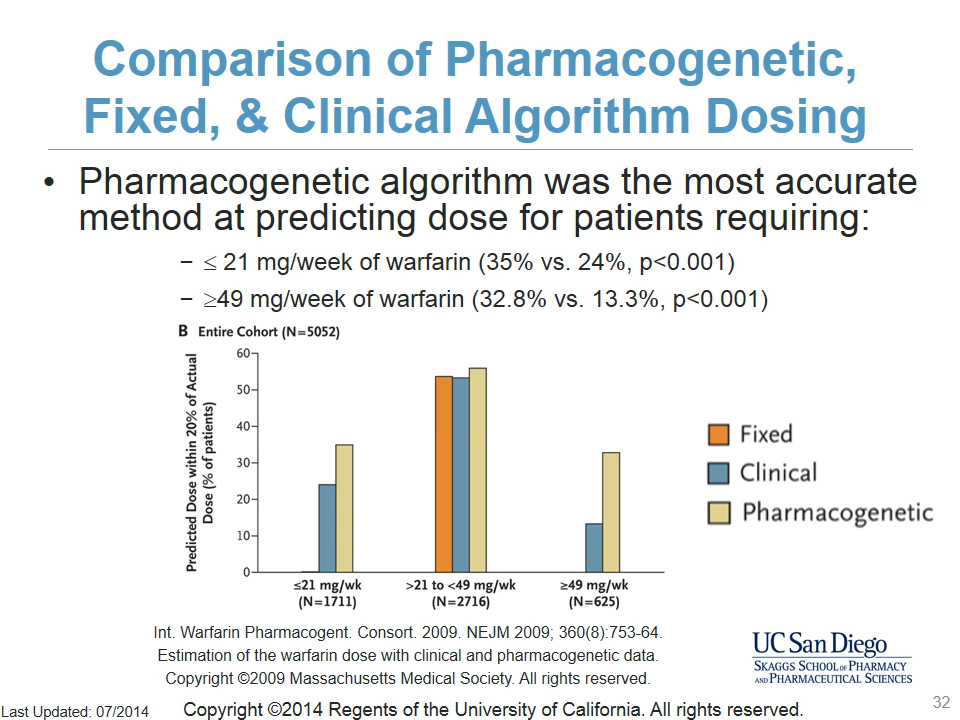 Comparison of Pharmacogenetic,
Fixed, & Clinical Algorithm Dosing
• Pharmacogenetic algorithm was the most accurate
method at predicting dose for patients requiring:
− ≤ 21 mg/week of warfarin (35% vs. 24%, p<0.001)
− ≥49 mg/week of warfarin (32.8% vs. 13.3%, p<0.001)
B Entire Cohort (N=5052)
Predicted Dose within 20% of Actual
Dose (% of patients)
60
50
40
30
20
10
0
≤21 mg/wk
(N=1711)
>21 to <49 mg/wk
(N=2716)
≥49 mg/wk
(N=625)
Fixed
Clinical
Pharmacogenetic
Int. Warfarin Pharmacogent. Consort. 2009. NEJM 2009; 360(8):753-64.
Estimation of the warfarin dose with clinical and pharmacogenetic data.
Copyright ©2009 Massachusetts Medical Society. All rights reserved.
UC San Diego
SKAGGS SCHOOL OF PHARMACY
AND PHARMACEUTICAL SCIENCES
Last Updated: 07/2014
Copyright ©2014 Regents of the University of California. All rights reserved.
32